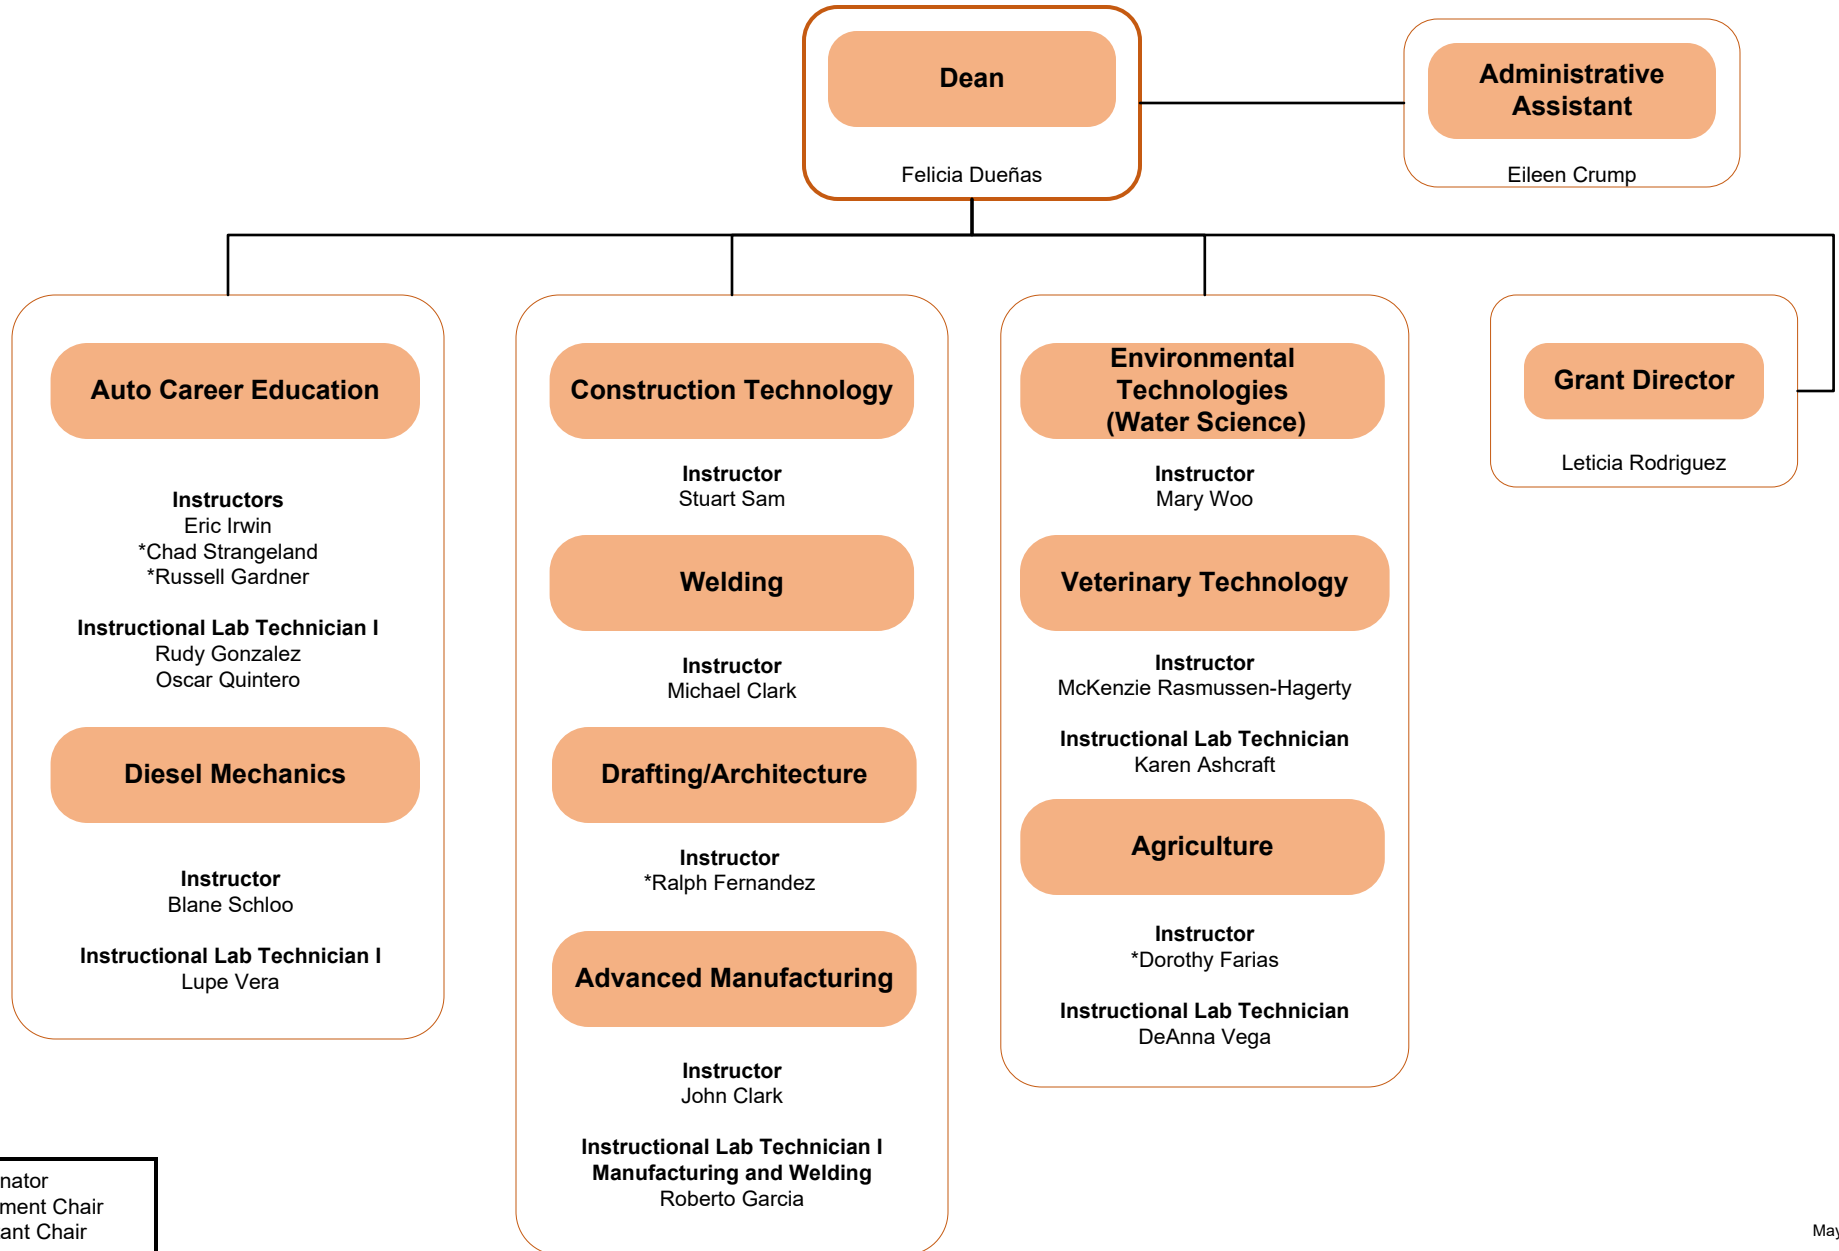 Dean
Felicia Dueñas
Administrative
Assistant
Eileen Crump
Auto Career Education
Instructors
Eric Irwin
*Chad Strangeland
*Russell Gardner
Instructional Lab Technician I
Rudy Gonzalez
Oscar Quintero
Diesel Mechanics
Instructor
Blane Schloo
Instructional Lab Technician I
Lupe Vera
Construction Technology
Instructor
Stuart Sam
Welding
Instructor
Michael Clark
Drafting/Architecture
Instructor
*Ralph Fernandez
Advanced Manufacturing
Instructor
John Clark
Instructional Lab Technician I
Manufacturing and Welding
Roberto Garcia
Environmental
Technologies
(Water Science)
Instructor
Mary Woo
Veterinary Technology
Instructor
McKenzie Rasmussen-Hagerty
Instructional Lab Technician
Karen Ashcraft
Agriculture
Instructor
*Dorothy Farias
Instructional Lab Technician
DeAnna Vega
Grant Director
Leticia Rodriguez
nator
ment Chair
ant Chair
May